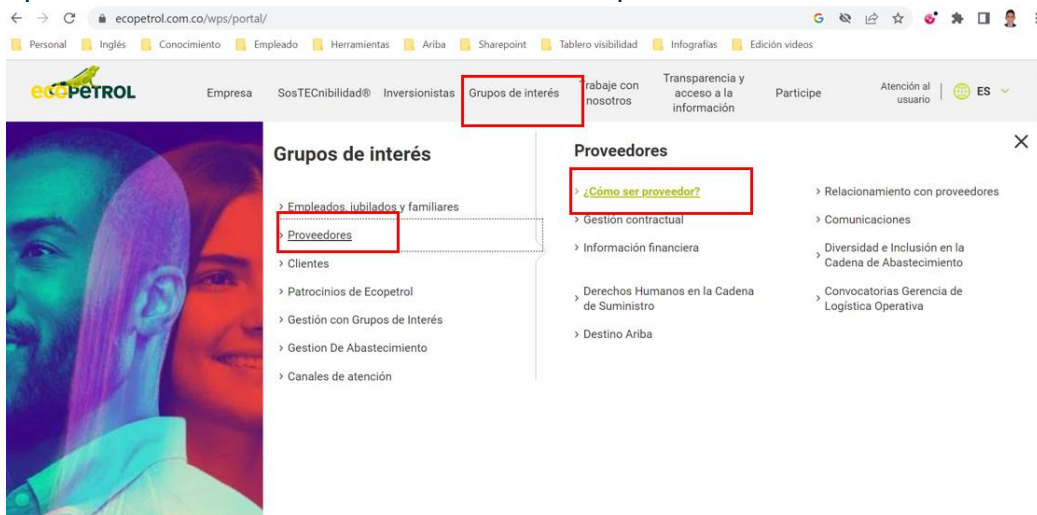 ecopetrol.com.co/wps/portal/
Personal Inglés Conocimiento Empleado Herramientas Ariba Sharepoint Tablero visibilidad Infografías Edición videos
ecopetrol
Empresa SosTECnibilidad® Inversionistas Grupos de interés Trabaje con nosotros Transparencia y acceso a la información Participe Atención al usuario | ES
Grupos de interés
> Empleados, jubilados y familiares
> Proveedores
> Clientes
> Patrocinios de Ecopetrol
> Gestión con Grupos de Interés
> Gestion De Abastecimiento
> Canales de atención
Proveedores
> ¿Cómo ser proveedor?
> Gestión contractual
> Información financiera
> Derechos Humanos en la Cadena
de Suministro
> Destino Ariba
> Relacionamiento con proveedores
> Comunicaciones
> Diversidad e Inclusión en la
Cadena de Abastecimiento
> Convocatorias Gerencia de
Logística Operativa